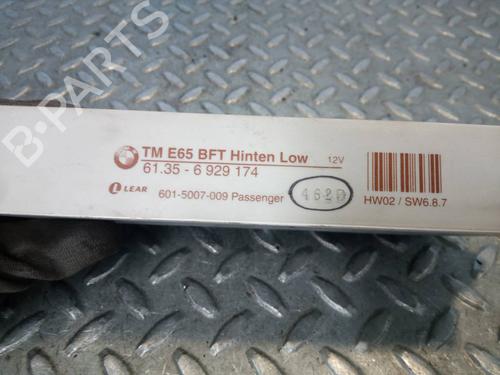 B-PARTS
TM E65 BFT Hinten Low 12V
61.35 - 6 929 174
LEAR 601-5007-009 Passenger
HW02 / SW6.8.7